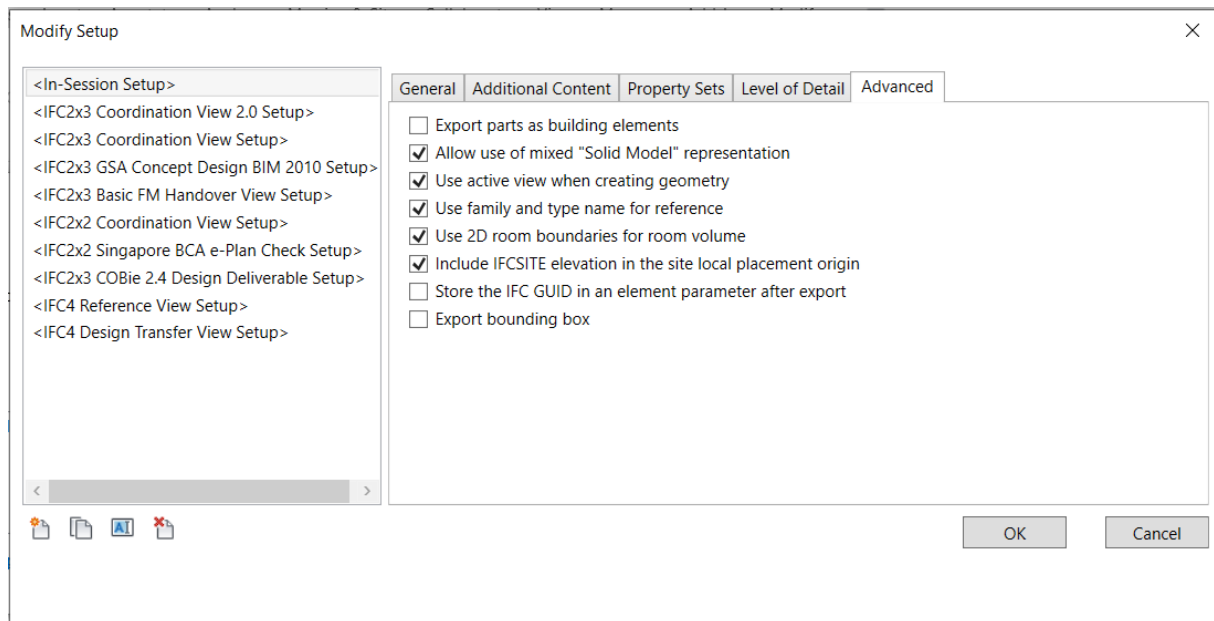 Modify Setup
<In-Session Setup>
<IFC2x3 Coordination View 2.0 Setup>
<IFC2x3 Coordination View Setup>
<IFC2x3 GSA Concept Design BIM 2010 Setup>
<IFC2x3 Basic FM Handover View Setup>
<IFC2x2 Coordination View Setup>
<IFC2x2 Singapore BCA e-Plan Check Setup>
<IFC2x3 COBie 2.4 Design Deliverable Setup>
<IFC4 Reference View Setup>
<IFC4 Design Transfer View Setup>
General Additional Content Property Sets Level of Detail Advanced
Export parts as building elements
Allow use of mixed "Solid Model" representation
Use active view when creating geometry
Use family and type name for reference
Use 2D room boundaries for room volume
Include IFCSITE elevation in the site local placement origin
Store the IFC GUID in an element parameter after export
Export bounding box
OK Cancel